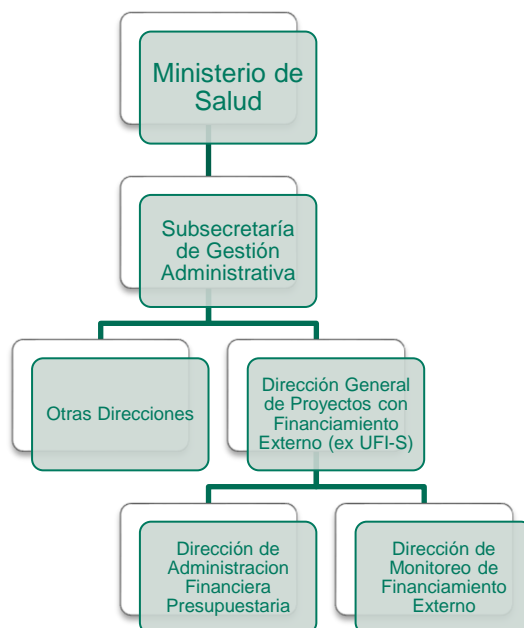 Ministerio de
Salud
Subsecretaría
de Gestión
Administrativa
Otras Direcciones
Dirección General
de Proyectos con
Financiamiento
Externo (ex UFI-S)
Dirección de
Administracion
Financiera
Presupuestaria
Dirección de
Monitoreo de
Financiamiento
Externo